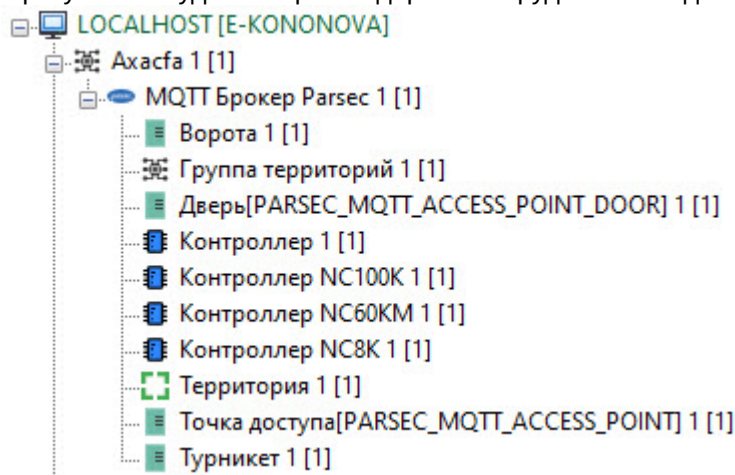 LOCALHOST [E-KONONOVA]
Axacfa 1 [1]
MQTT Брокер Parsec 1 [1]
Ворота 1 [1]
Группа территорий 1 [1]
Дверь[PARSEC_MQTT_ACCESS_POINT_DOOR] 1 [1]
Контроллер 1 [1]
Контроллер NC100K 1 [1]
Контроллер NC60KM 1 [1]
Контроллер NC8K 1 [1]
Территория 1 [1]
Точка доступа[PARSEC_MQTT_ACCESS_POINT] 1 [1]
Турникет 1 [1]